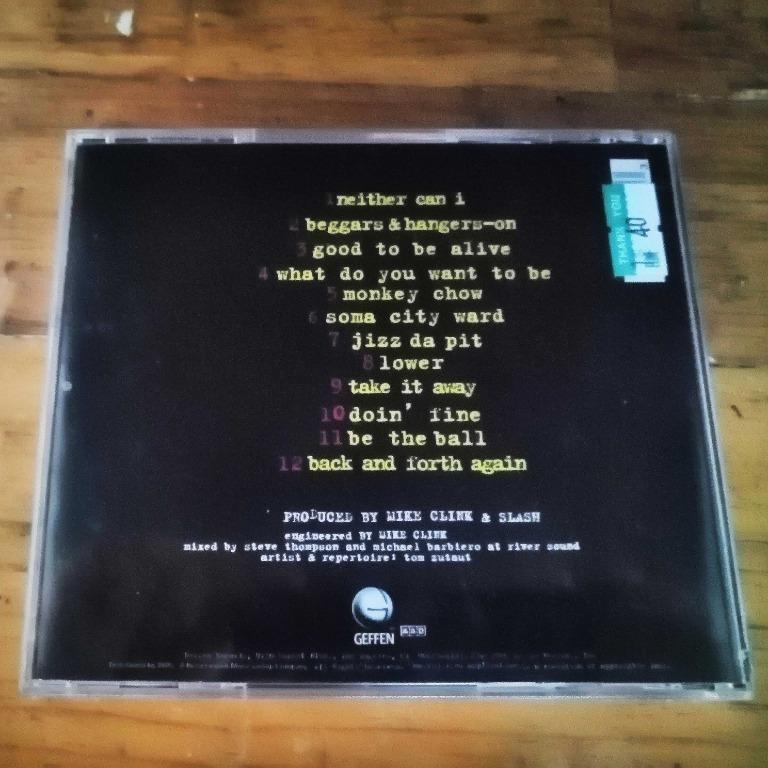 1 neither can i
2 beggars & hangers-on
3 good to be alive
4 what do you want to be
5 monkey chow
6 soma city ward
7 jizz da pit
8 lower
9 take it away
10 doin' fine
11 be the ball
12 back and forth again
PRODUCED BY MIKE CLINK & SLASH
engineered BY MIKE CLINK
mixed by steve thompson and michael barbiero at river sound
artist & repertoire: tom zutaut
GEFFEN
THANK YOU
40